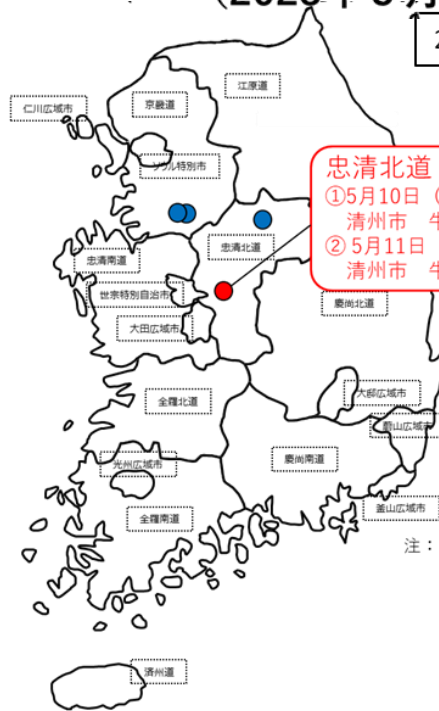 2
江原道
京畿道
仁川広域市
ソウル特別市
忠清北道
①5月10日（
清州市 牛
② 5月11日
清州市 牛
忠清北道
忠清南道
世宗特別自治市
慶尚北道
大田広域市
大邱広域市
全羅北道
蔚山広域市
慶尚南道
光州広域市
釜山広域市
全羅南道
注：
済州道